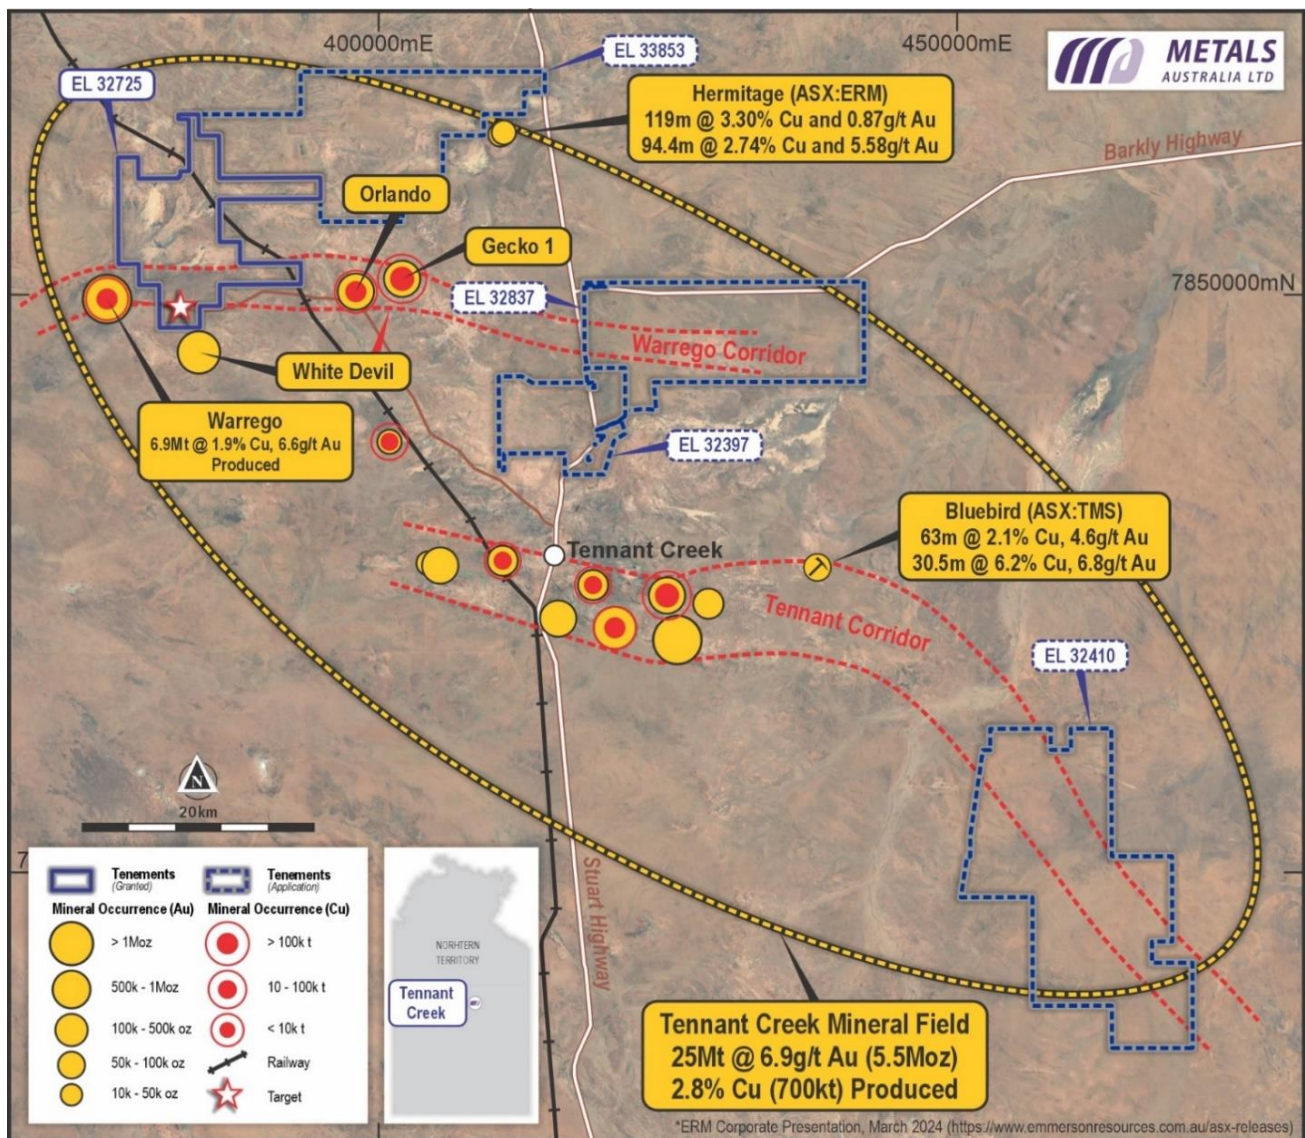 400000mE
450000mE
EL 33853
EL 32725
METALS
AUSTRALIA LTD
Hermitage (ASX:ERM)
119m @ 3.30% Cu and 0.87g/t Au
94.4m @ 2.74% Cu and 5.58g/t Au
Barkly Highway
Orlando
Gecko 1
7850000mN
EL 32837
Warrego Corridor
White Devil
Warrego
6.9Mt @ 1.9% Cu, 6.6g/t Au
Produced
EL 32397
Bluebird (ASX:TMS)
63m @ 2.1% Cu, 4.6g/t Au
30.5m @ 6.2% Cu, 6.8g/t Au
Tennant Creek
Tennant Corridor
EL 32410
N
20km
7
Stuart Highway
Tenements
(Granted)
Tenements
(Application)
Mineral Occurrence (Au)
Mineral Occurrence (Cu)
> 1Moz
> 100k t
500k - 1Moz
10 - 100k t
100k - 500k oz
< 10k t
50k - 100k oz
Railway
10k - 50k oz
Target
NORHTERN
TERRITORY
Tennant
Creek
Tennant Creek Mineral Field
25Mt @ 6.9g/t Au (5.5Moz)
2.8% Cu (700kt) Produced
*ERM Corporate Presentation, March 2024 (https://www.emmersonresources.com.au/asx-releases)